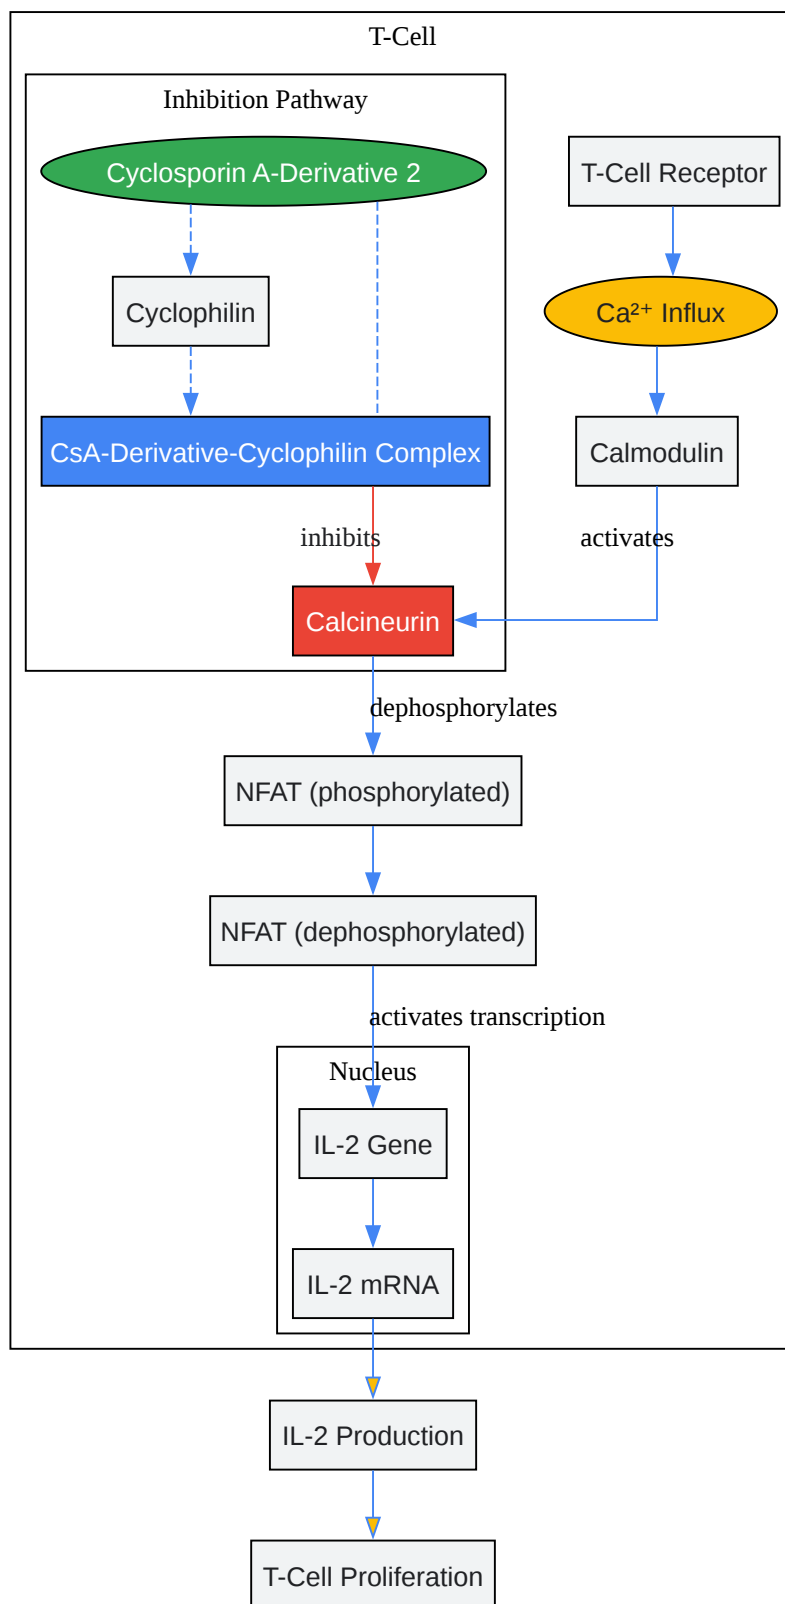 T-Cell
Inhibition Pathway
Cyclosporin A-Derivative 2
T-Cell Receptor
Cyclophilin
Ca²⁺ Influx
CsA-Derivative-Cyclophilin Complex
Calmodulin
inhibits
activates
Calcineurin
dephosphorylates
NFAT (phosphorylated)
NFAT (dephosphorylated)
activates transcription
Nucleus
IL-2 Gene
IL-2 mRNA
IL-2 Production
T-Cell Proliferation